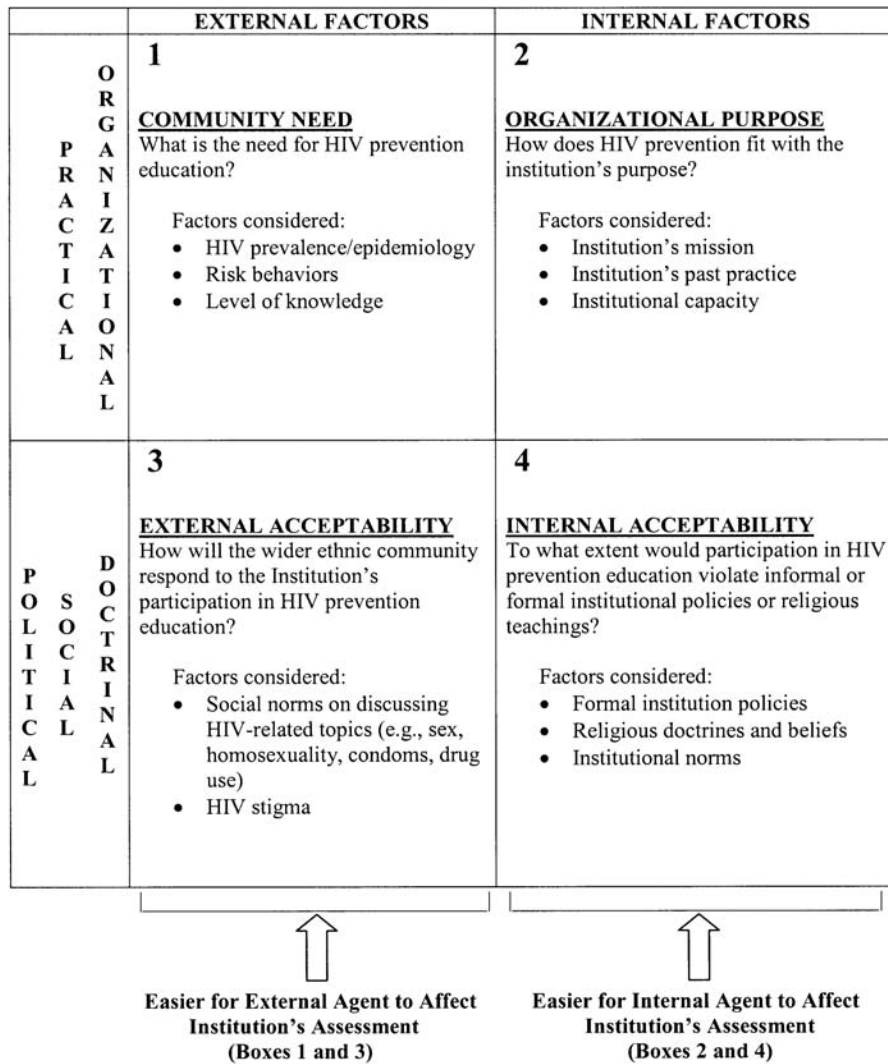 EXTERNAL FACTORS
INTERNAL FACTORS
PRACTICAL
ORGANIZATIONAL
1
COMMUNITY NEED
What is the need for HIV prevention
education?
Factors considered:
• HIV prevalence/epidemiology
• Risk behaviors
• Level of knowledge
2
ORGANIZATIONAL PURPOSE
How does HIV prevention fit with the
institution’s purpose?
Factors considered:
• Institution’s mission
• Institution’s past practice
• Institutional capacity
POLITICAL
SOCIAL
DOCTRINAL
3
EXTERNAL ACCEPTABILITY
How will the wider ethnic community
respond to the Institution’s
participation in HIV prevention
education?
Factors considered:
• Social norms on discussing
HIV-related topics (e.g., sex,
homosexuality, condoms, drug
use)
• HIV stigma
4
INTERNAL ACCEPTABILITY
To what extent would participation in HIV
prevention education violate informal or
formal institutional policies or religious
teachings?
Factors considered:
• Formal institution policies
• Religious doctrines and beliefs
• Institutional norms
Easier for External Agent to Affect
Institution’s Assessment
(Boxes 1 and 3)
Easier for Internal Agent to Affect
Institution’s Assessment
(Boxes 2 and 4)